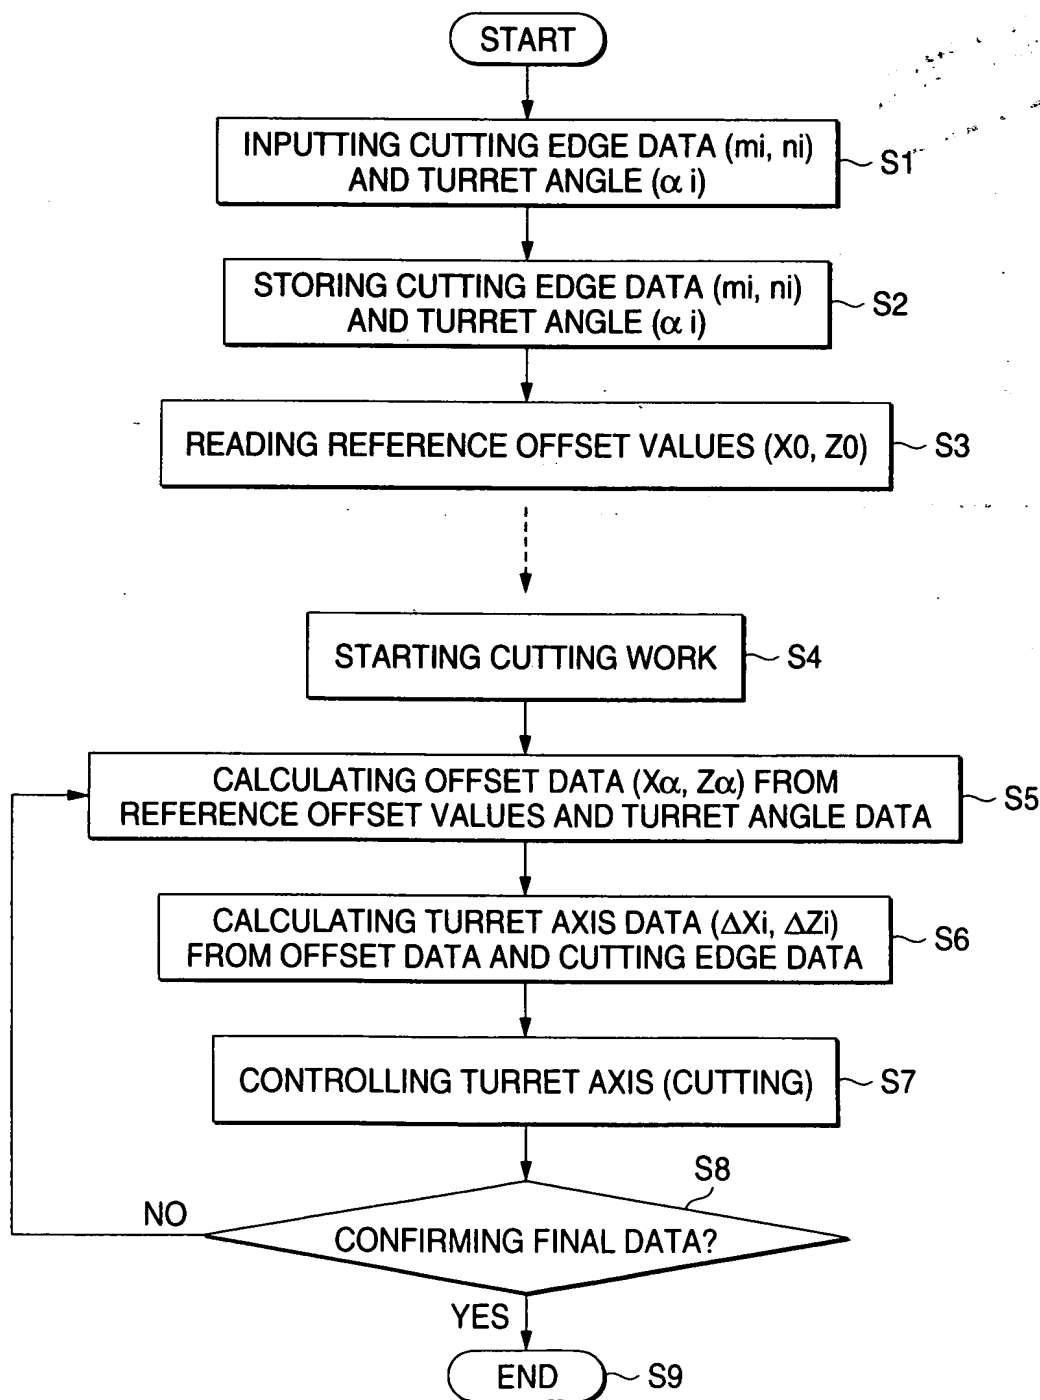 START
INPUTTING CUTTING EDGE DATA (mi, ni)
AND TURRET ANGLE (α i)
S1
STORING CUTTING EDGE DATA (mi, ni)
AND TURRET ANGLE (α i)
S2
READING REFERENCE OFFSET VALUES (X0, Z0)
S3
STARTING CUTTING WORK
S4
CALCULATING OFFSET DATA (Xα, Zα) FROM
REFERENCE OFFSET VALUES AND TURRET ANGLE DATA
S5
CALCULATING TURRET AXIS DATA (ΔXi, ΔZi)
FROM OFFSET DATA AND CUTTING EDGE DATA
S6
CONTROLLING TURRET AXIS (CUTTING)
S7
S8
NO
CONFIRMING FINAL DATA?
YES
END
S9